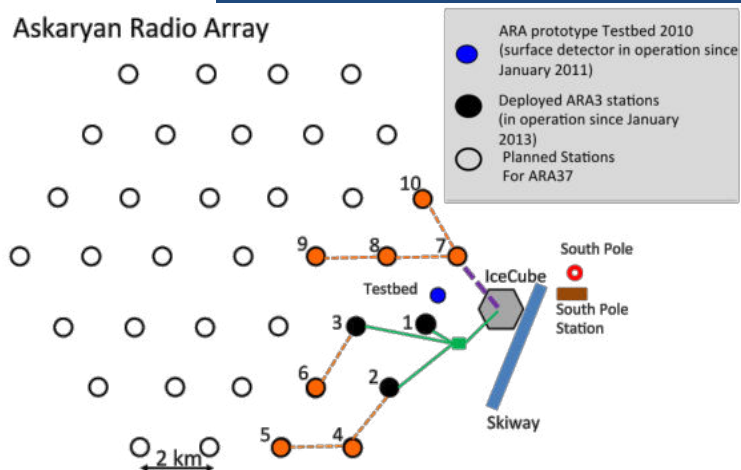 Askaryan Radio Array
ARA prototype Testbed 2010
(surface detector in operation since
January 2011)
Deployed ARA3 stations
(in operation since January
2013)
Planned Stations
For ARA37
10
9
8
7
IceCube
South Pole
Testbed
South Pole
Station
3
1
6
2
Skiway
5
4
2 km